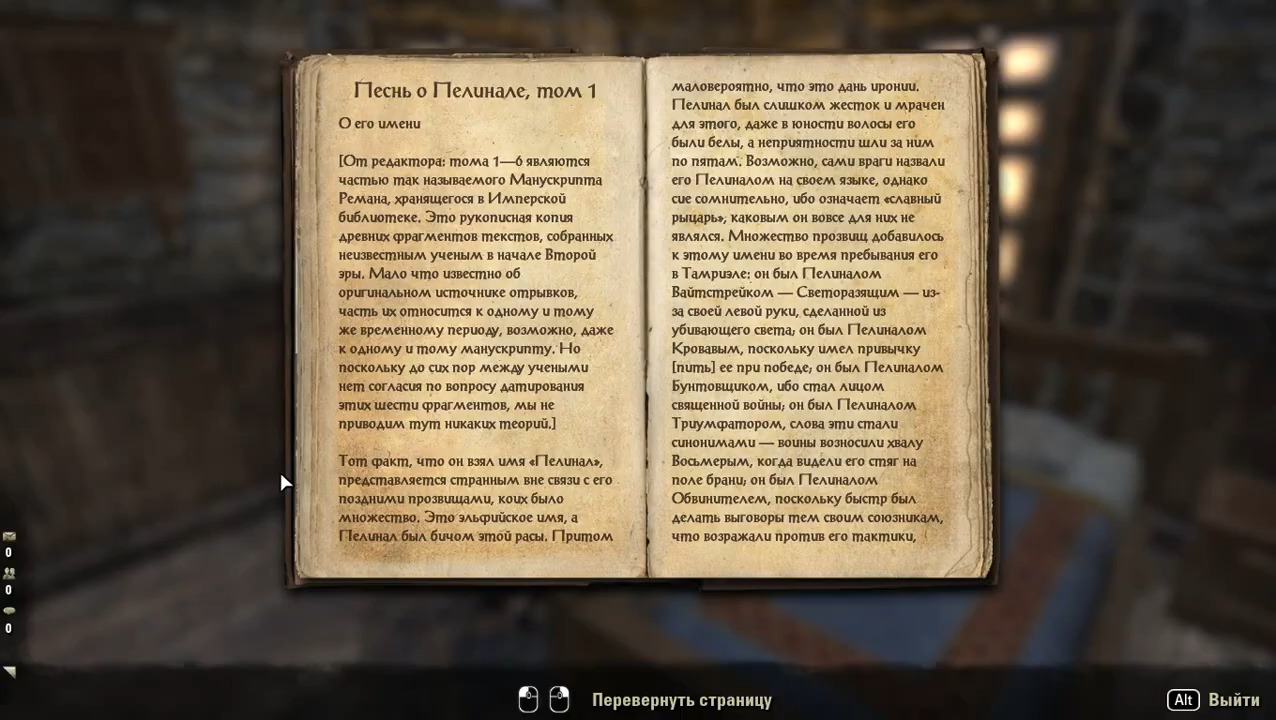 Песнь о Пелинале, том 1
О его имени
[От редактора: тома 1—6 являются
частью так называемого Манускрипта
Ремана, хранящегося в Имперской
библиотеке. Это рукописная копия
древних фрагментов текстов, собранных
неизвестным ученым в начале Второй
эры. Мало что известно об
оригинальном источнике отрывков,
часть их относится к одному и тому
же временному периоду, возможно, даже
к одному и тому манускрипту. Но
поскольку до сих пор между учеными
нет согласия по вопросу датирования
этих шести фрагментов, мы не
приводим тут никаких теорий.]
Тот факт, что он взял имя «Пелинал»,
представляется странным вне связи с его
поздними прозвищами, коих было
множество. Это эльфийское имя, а
Пелинал был бичом этой расы. Притом
маловероятно, что это дань иронии.
Пелинал был слишком жесток и мрачен
для этого, даже в юности волосы его
были белы, а неприятности шли за ним
по пятам. Возможно, сами враги назвали
его Пелиналом на своем языке, однако
сие сомнительно, ибо означает «славный
рыцарь», каковым он вовсе для них не
являлся. Множество прозвищ добавилось
к этому имени во время пребывания его
в Тамриэле: он был Пелиналом
Вайтстрейком — Светоразящим — из-
за своей левой руки, сделанной из
убивающего света; он был Пелиналом
Кровавым, поскольку имел привычку
[пить] ее при победе; он был Пелиналом
Бунтовщиком, ибо стал лицом
священной войны; он был Пелиналом
Триумфатором, слова эти стали
синонимами — воины возносили хвалу
Восьмерым, когда видели его стяг на
поле брани; он был Пелиналом
Обвинителем, поскольку быстр был
делать выговоры тем своим союзникам,
что возражали против его тактики,
0
0
0
Перевернуть страницу
Alt Выйти